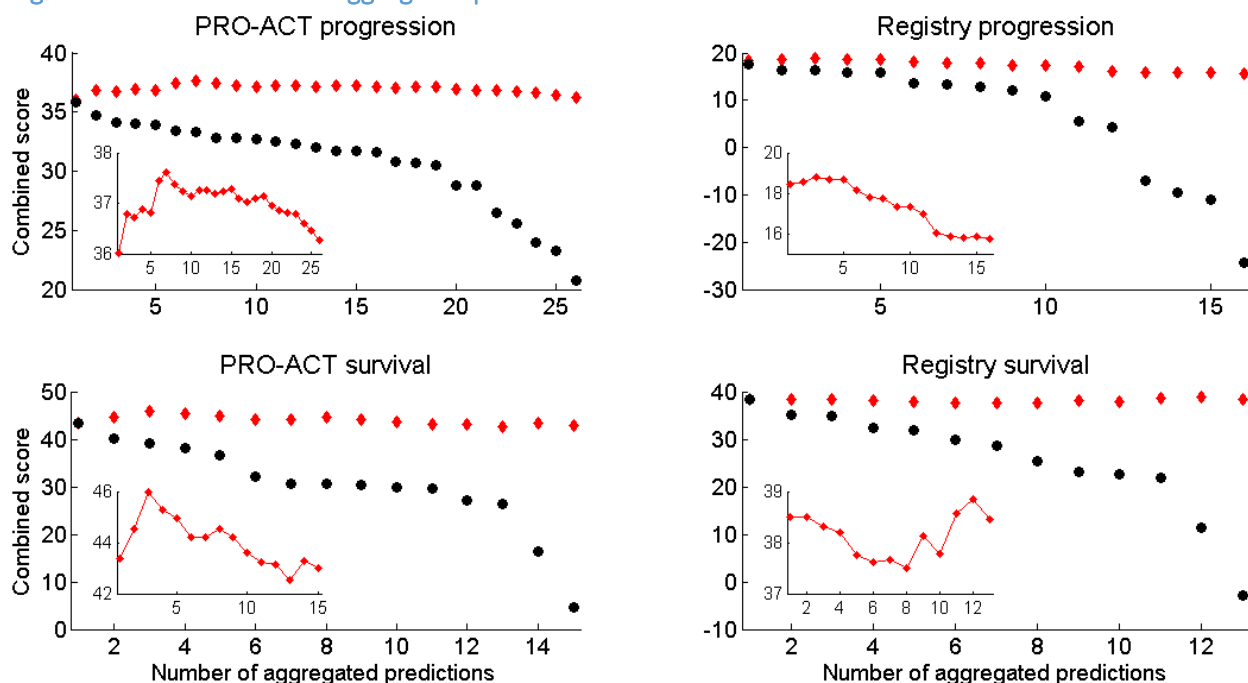 PRO-ACT progression
Combined score
40
35
30
25
20
5 10 15 20 25
38
37
36
5 10 15 20 25
Registry progression
20
10
0
-10
-20
-30
5 10 15
20
18
16
5 10 15
PRO-ACT survival
Combined score
50
40
30
20
10
0
2 4 6 8 10 12 14
Number of aggregated predictions
46
44
42
5 10 15
Registry survival
40
30
20
10
0
-10
2 4 6 8 10 12
Number of aggregated predictions
39
38
37
2 4 6 8 10 12